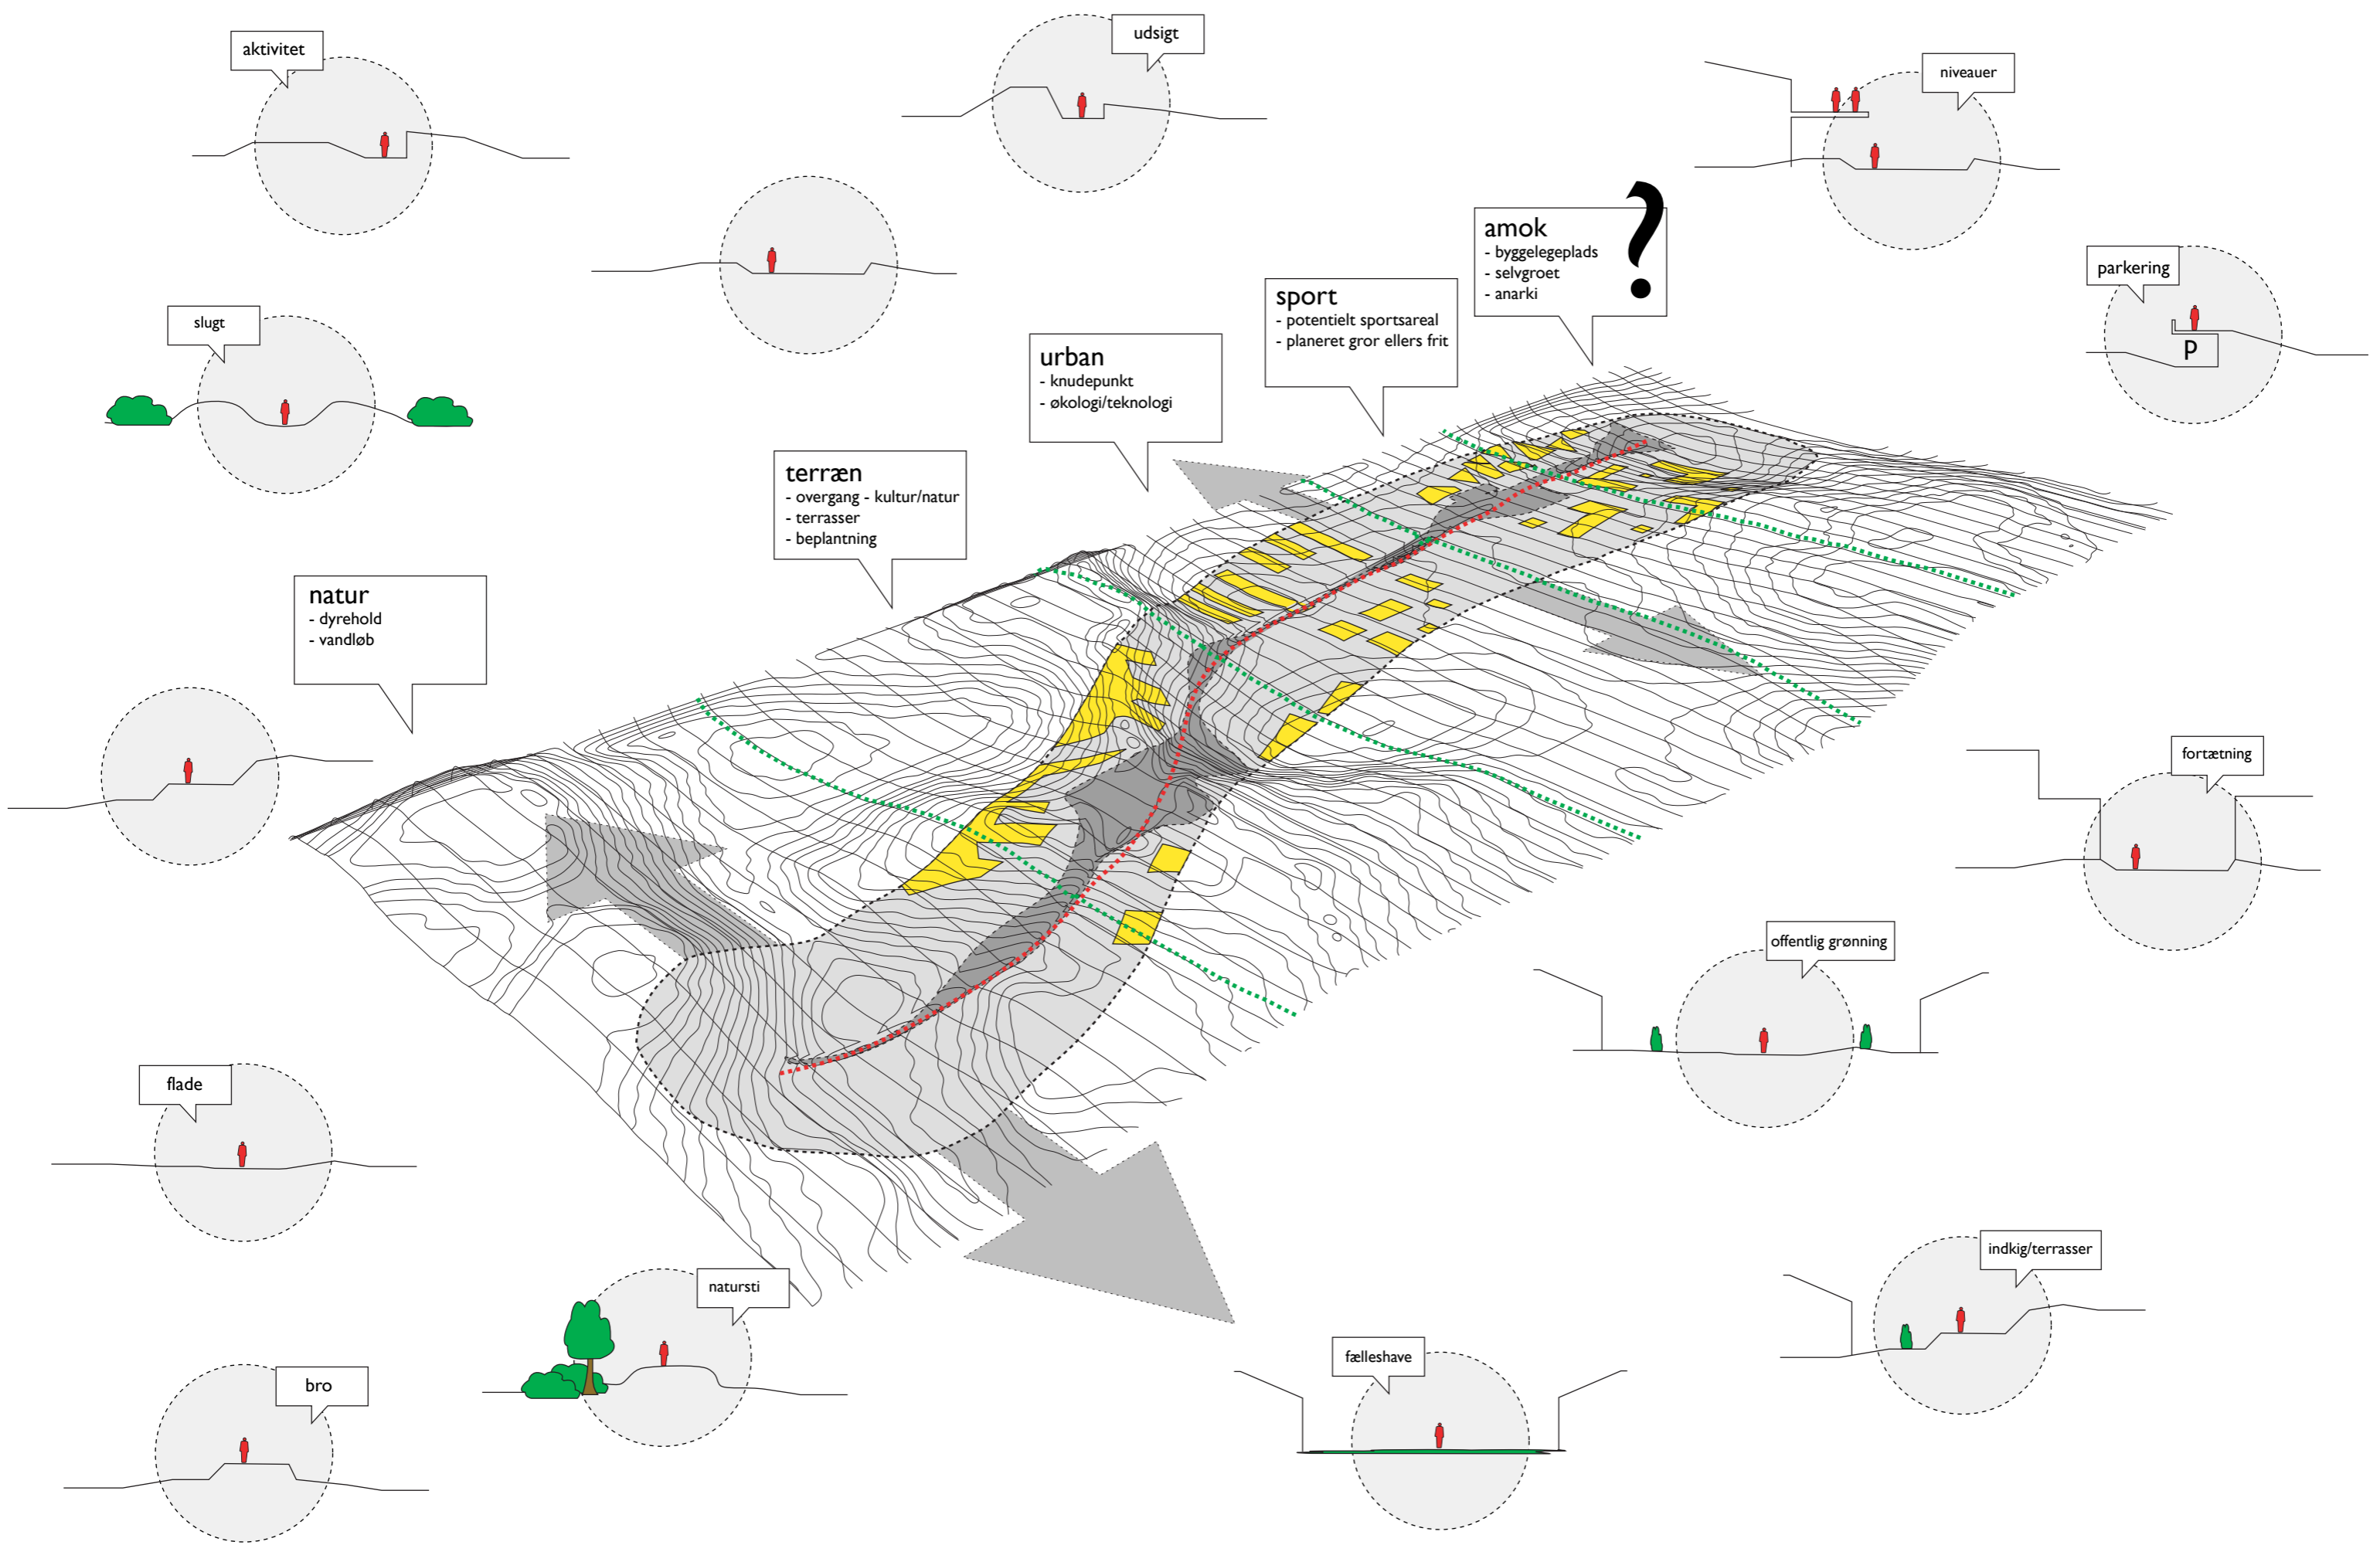 aktivitet
udsigt
niveauer
amok
- byggelegeplads
- selvgroet
- anarki
?
parkering
P
sport
- potentielt sportsareal
- planeret gror ellers frit
slugt
urban
- knudepunkt
- økologi/teknologi
terræn
- overgang - kultur/natur
- terrasser
- beplantning
natur
- dyrehold
- vandløb
fortætning
offentlig grønning
flade
indkig/terrasser
natursti
fælleshave
bro